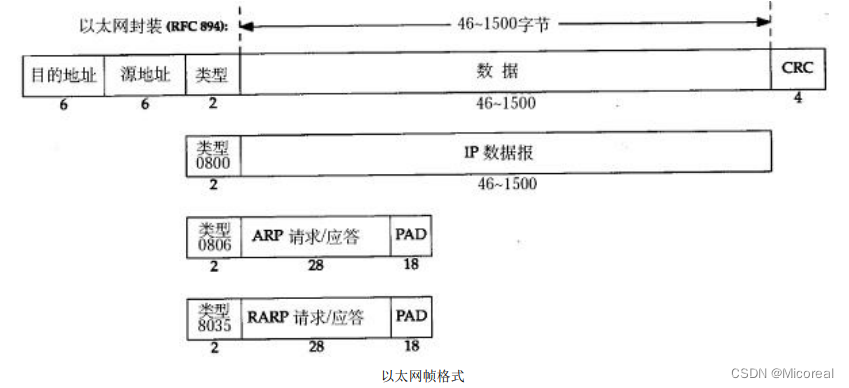 以太网封装 (RFC 894):
46~1500字节
目的地址 源地址 类型 数 据 CRC
6 6 2 46~1500 4
类型
0800
IP 数据报
2 46~1500
类型
0806
ARP 请求/应答 PAD
2 28 18
类型
8035
RARP 请求/应答 PAD
2 28 18
以太网帧格式
CSDN @Micoreal